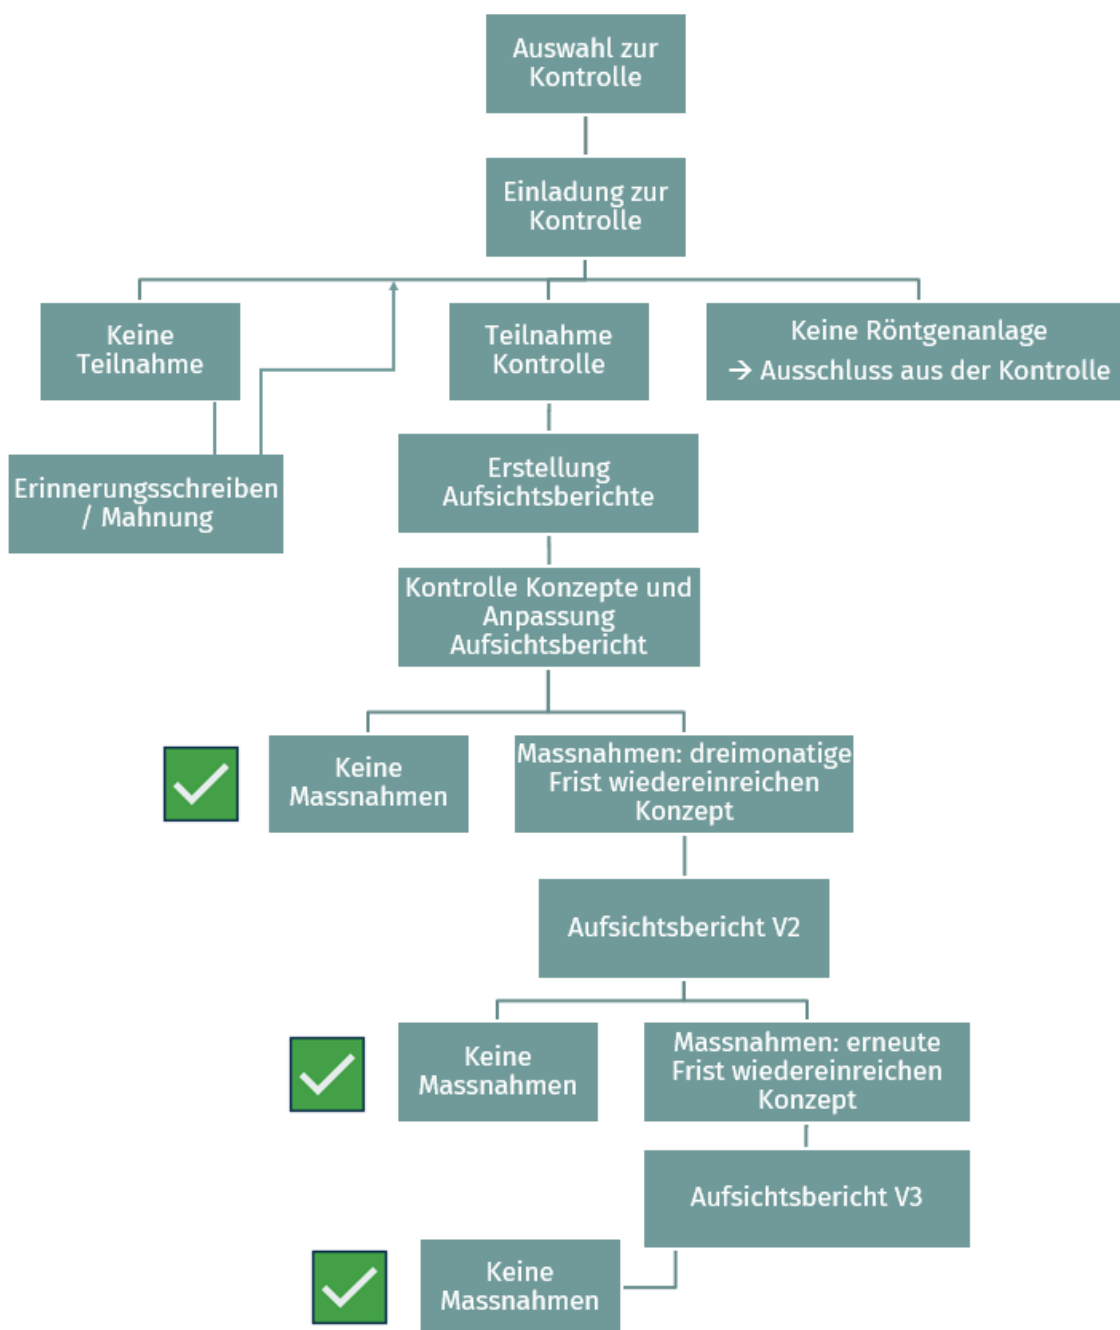 Auswahl zur
Kontrolle
Einladung zur
Kontrolle
Keine
Teilnahme
Teilnahme
Kontrolle
Keine Röntgenanlage
→ Ausschluss aus der Kontrolle
Erinnerungsschreiben
/ Mahnung
Erstellung
Aufsichtsberichte
Kontrolle Konzepte und
Anpassung
Aufsichtsbericht
Keine
Massnahmen
Massnahmen: dreimonatige
Frist wiedereinreichen
Konzept
Aufsichtsbericht V2
Keine
Massnahmen
Massnahmen: erneute
Frist wiedereinreichen
Konzept
Aufsichtsbericht V3
Keine
Massnahmen